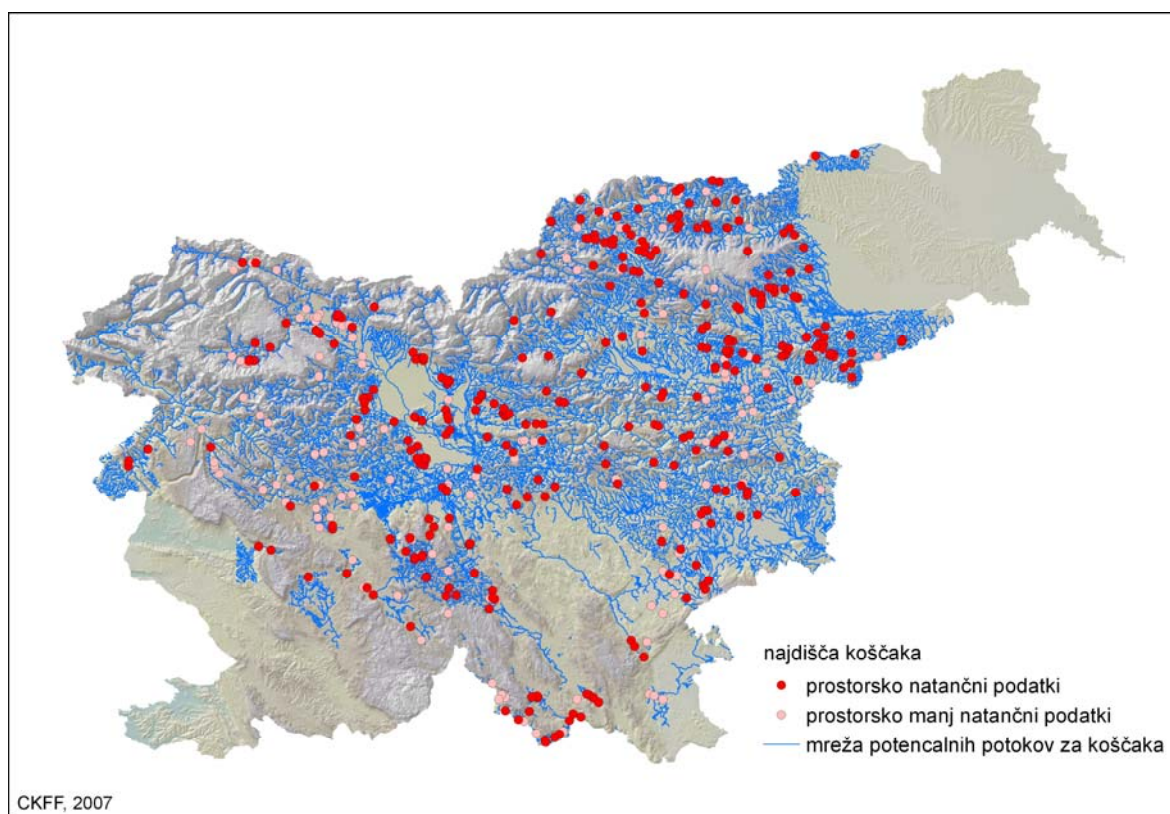 najdišča koščaka
prostorsko natančni podatki
prostorsko manj natančni podatki
mreža potencalnih potokov za koščaka
CKFF, 2007